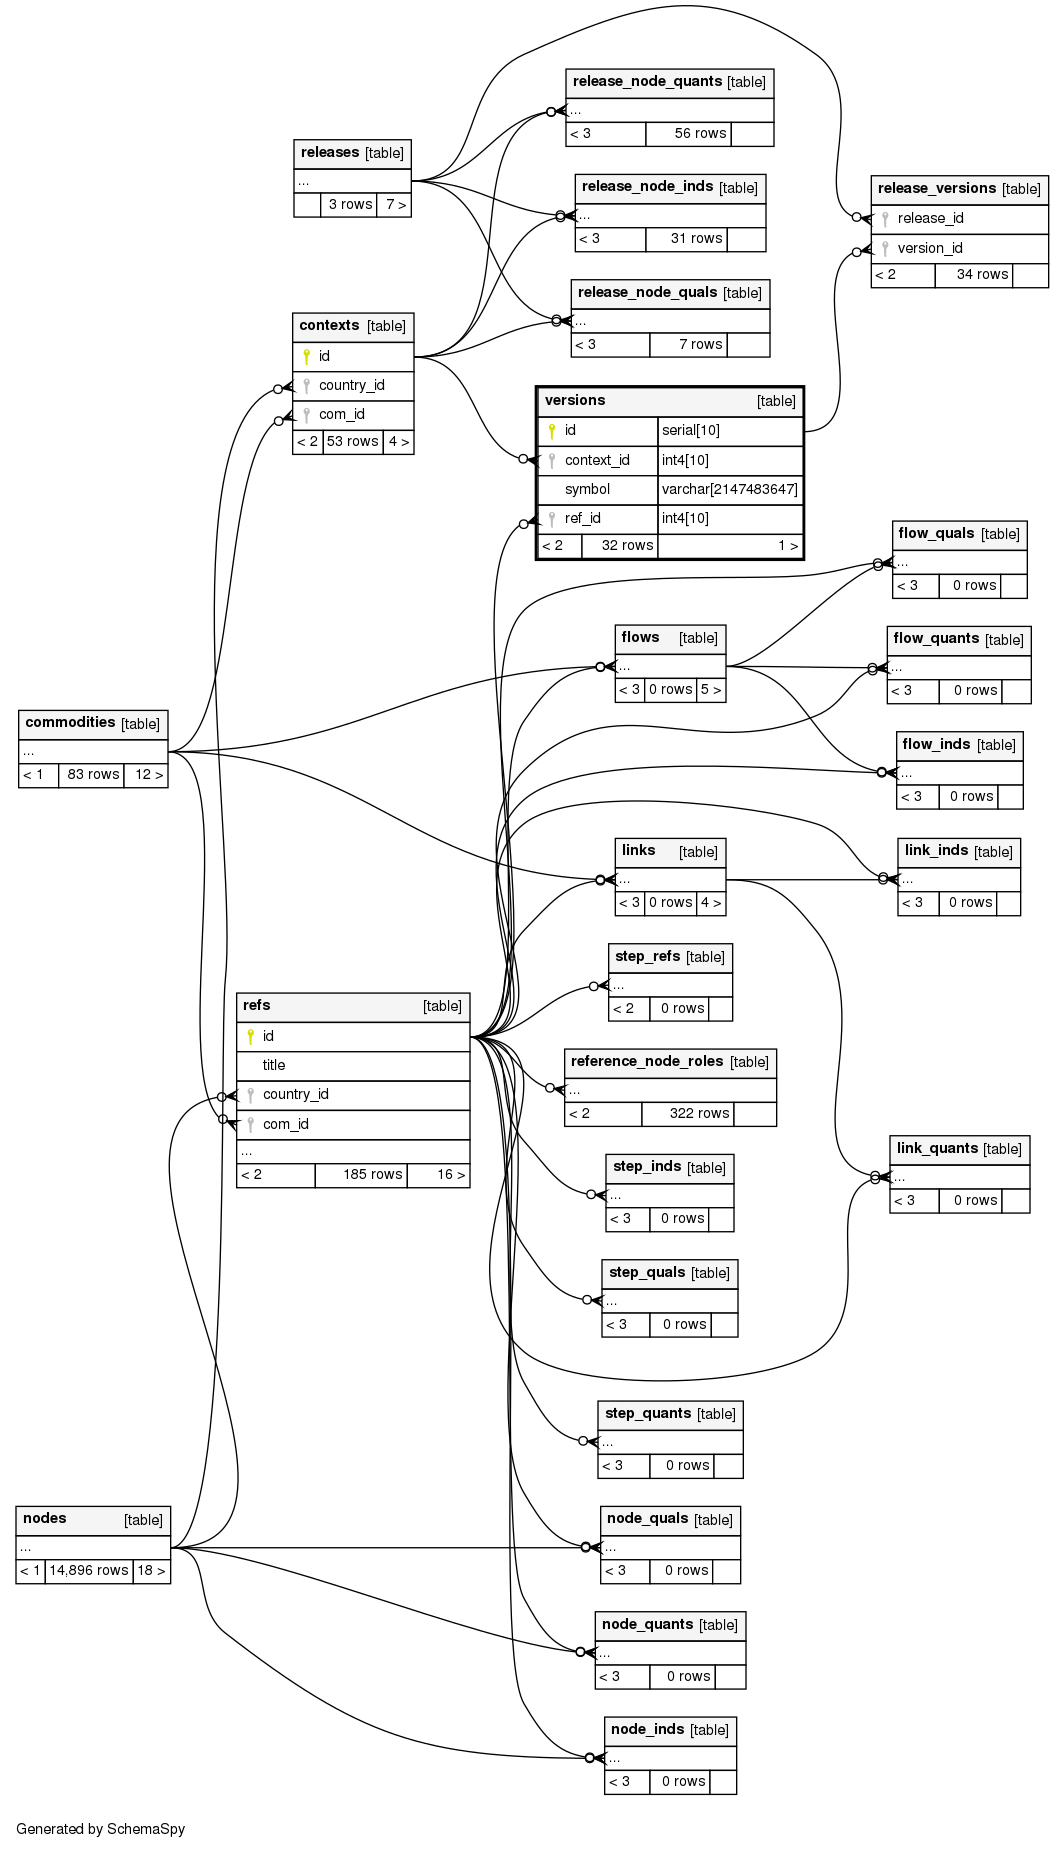 release_node_quants [table]
...
< 3 56 rows
releases [table]
...
3 rows 7 >
release_node_inds [table]
...
< 3 31 rows
release_versions [table]
release_id
version_id
< 2 34 rows
release_node_quals [table]
...
< 3 7 rows
contexts [table]
id
country_id
com_id
< 2 53 rows 4 >
versions [table]
id serial[10]
context_id int4[10]
symbol varchar[2147483647]
ref_id int4[10]
< 2 32 rows 1 >
flow_quals [table]
...
< 3 0 rows
flows [table]
...
< 3 0 rows 5 >
flow_quants [table]
...
< 3 0 rows
commodities [table]
...
< 1 83 rows 12 >
flow_inds [table]
...
< 3 0 rows
links [table]
...
< 3 0 rows 4 >
link_inds [table]
...
< 3 0 rows
step_refs [table]
...
< 2 0 rows
refs [table]
id
title
country_id
com_id
...
< 2 185 rows 16 >
reference_node_roles [table]
...
< 2 322 rows
link_quants [table]
...
< 3 0 rows
step_inds [table]
...
< 3 0 rows
step_quals [table]
...
< 3 0 rows
step_quants [table]
...
< 3 0 rows
nodes [table]
...
< 1 14,896 rows 18 >
node_quals [table]
...
< 3 0 rows
node_quants [table]
...
< 3 0 rows
node_inds [table]
...
< 3 0 rows
Generated by SchemaSpy